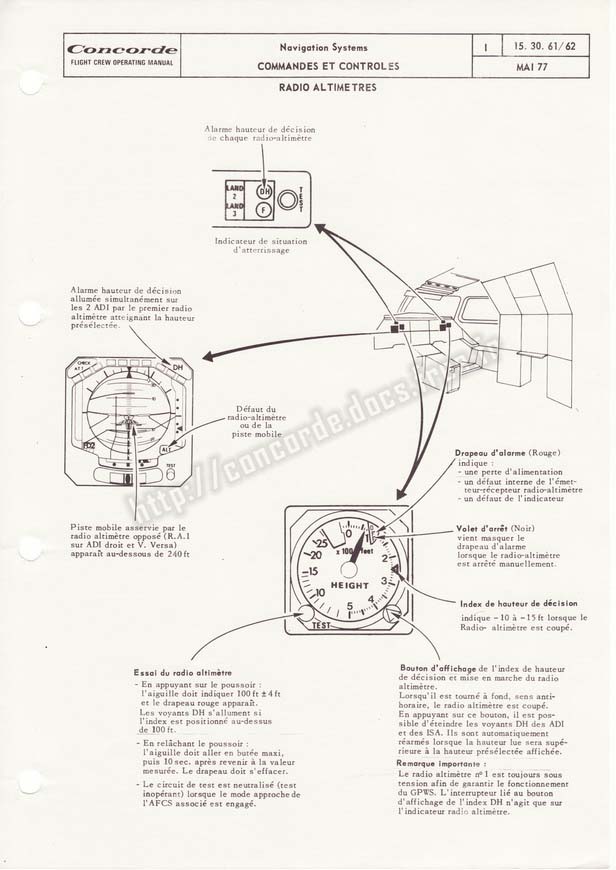 Concorde
FLIGHT CREW OPERATING MANUAL
Navigation Systems
COMMANDES ET CONTROLES
1
15. 30. 61/62
MAI 77
RADIO ALTIMETRES
Alarme hauteur de décision
de chaque radio-altimètre
LAND
2
LAND
3
DH
F
TEST
Indicateur de situation
d'atterrissage
Alarme hauteur de décision
allumée simultanément sur
les 2 ADI par le premier radio
altimètre atteignant la hauteur
présélectée.
CHECK
ATT
DH
FD2
ALT
TEST
Défaut du
radio-altimètre
ou de la
piste mobile
Piste mobile asservie par le
radio altimètre opposé (R.A.1
sur ADI droit et V. Versa)
apparaît au-dessous de 240 ft
http://concorde.docs.
Drapeau d'alarme (Rouge)
indique :
- une perte d'alimentation
- un défaut interne de l'émet-
teur-récepteur radio-altimètre
- un défaut de l'indicateur
Volet d'arrêt (Noir)
vient masquer le
drapeau d'alarme
lorsque le radio-altimètre
est arrêté manuellement.
0
1
2
3
4
5
10
15
20
25
x 100 feet
HEIGHT
TEST
Index de hauteur de décision
indique -10 à -15 ft lorsque le
Radio- altimètre est coupé.
Essai du radio altimètre
- En appuyant sur le poussoir :
l'aiguille doit indiquer 100 ft ± 4 ft
et le drapeau rouge apparaît.
Les voyants DH s'allument si
l'index est positionné au-dessus
de 100 ft.
- En relâchant le poussoir :
l'aiguille doit aller en butée maxi,
puis 10 sec. après revenir à la valeur
mesurée. Le drapeau doit s'effacer.
- Le circuit de test est neutralisé (test
inopérant) lorsque le mode approche de
l'AFCS associé est engagé.
Bouton d'affichage de l'index de hauteur
de décision et mise en marche du radio
altimètre.
Lorsqu'il est tourné à fond, sens anti-
horaire, le radio altimètre est coupé.
En appuyant sur ce bouton, il est pos-
sible d'éteindre les voyants DH des ADI
et des ISA. Ils sont automatiquement
réarmés lorsque la hauteur lue sera supé-
rieure à la hauteur présélectée affichée.
Remarque importante :
Le radio altimètre nº 1 est toujours sous
tension afin de garantir le fonctionnement
du GPWS. L'interrupteur lié au bouton
d'affichage de l'index DH n'agit que sur
l'indicateur radio altimètre.